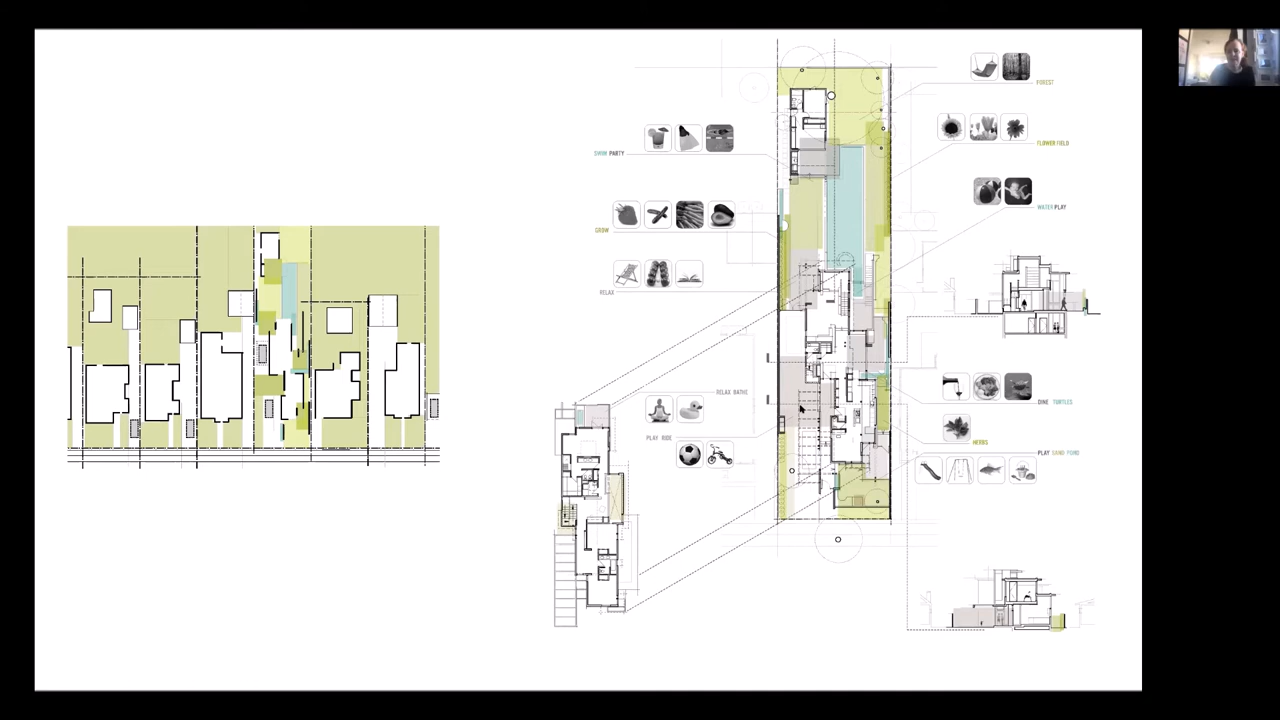 FOREST
SWIM PARTY
FLOWER FIELD
GROW
WATER PLAY
RELAX
RELAX BATHE
DINE TURTLES
PLAY RIDE
HERBS
PLAY SAND POND